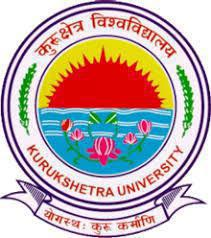 कुरूक्षेत्र विश्वविद्यालय
KURUKSHETRA UNIVERSITY
योगस्थः कुरु कर्माणि